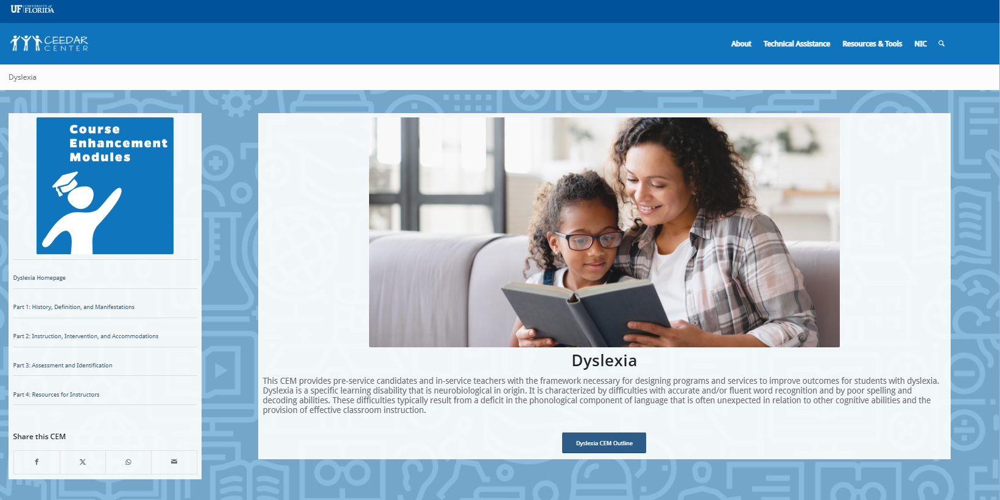 UF UNIVERSITY of FLORIDA
CEEDAR CENTER
About Technical Assistance Resources & Tools NIC
Dyslexia
Course
Enhancement
Modules
Dyslexia Homepage
Part 1: History, Definition, and Manifestations
Part 2: Instruction, Intervention, and Accommodations
Part 3: Assessment and Identification
Part 4: Resources for Instructors
Share this CEM
Dyslexia
This CEM provides pre-service candidates and in-service teachers with the framework necessary for designing programs and services to improve outcomes for students with dyslexia.
Dyslexia is a specific learning disability that is neurobiological in origin. It is characterized by difficulties with accurate and/or fluent word recognition and by poor spelling and
decoding abilities. These difficulties typically result from a deficit in the phonological component of language that is often unexpected in relation to other cognitive abilities and the
provision of effective classroom instruction.
Dyslexia CEM Outline